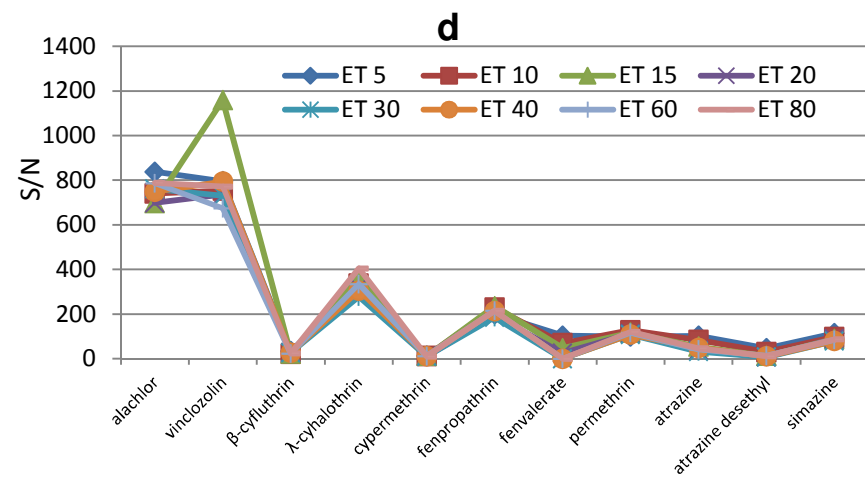 d
1400
1200
1000
800
600
400
200
0
S/N
ET 5 ET 10 ET 15 ET 20
ET 30 ET 40 ET 60 ET 80
alachlor
vinclozolin
β-cyfluthrin
λ-cyhalothrin
cypermethrin
fenpropathrin
fenvalerate
permethrin
atrazine
atrazine desethyl
simazine